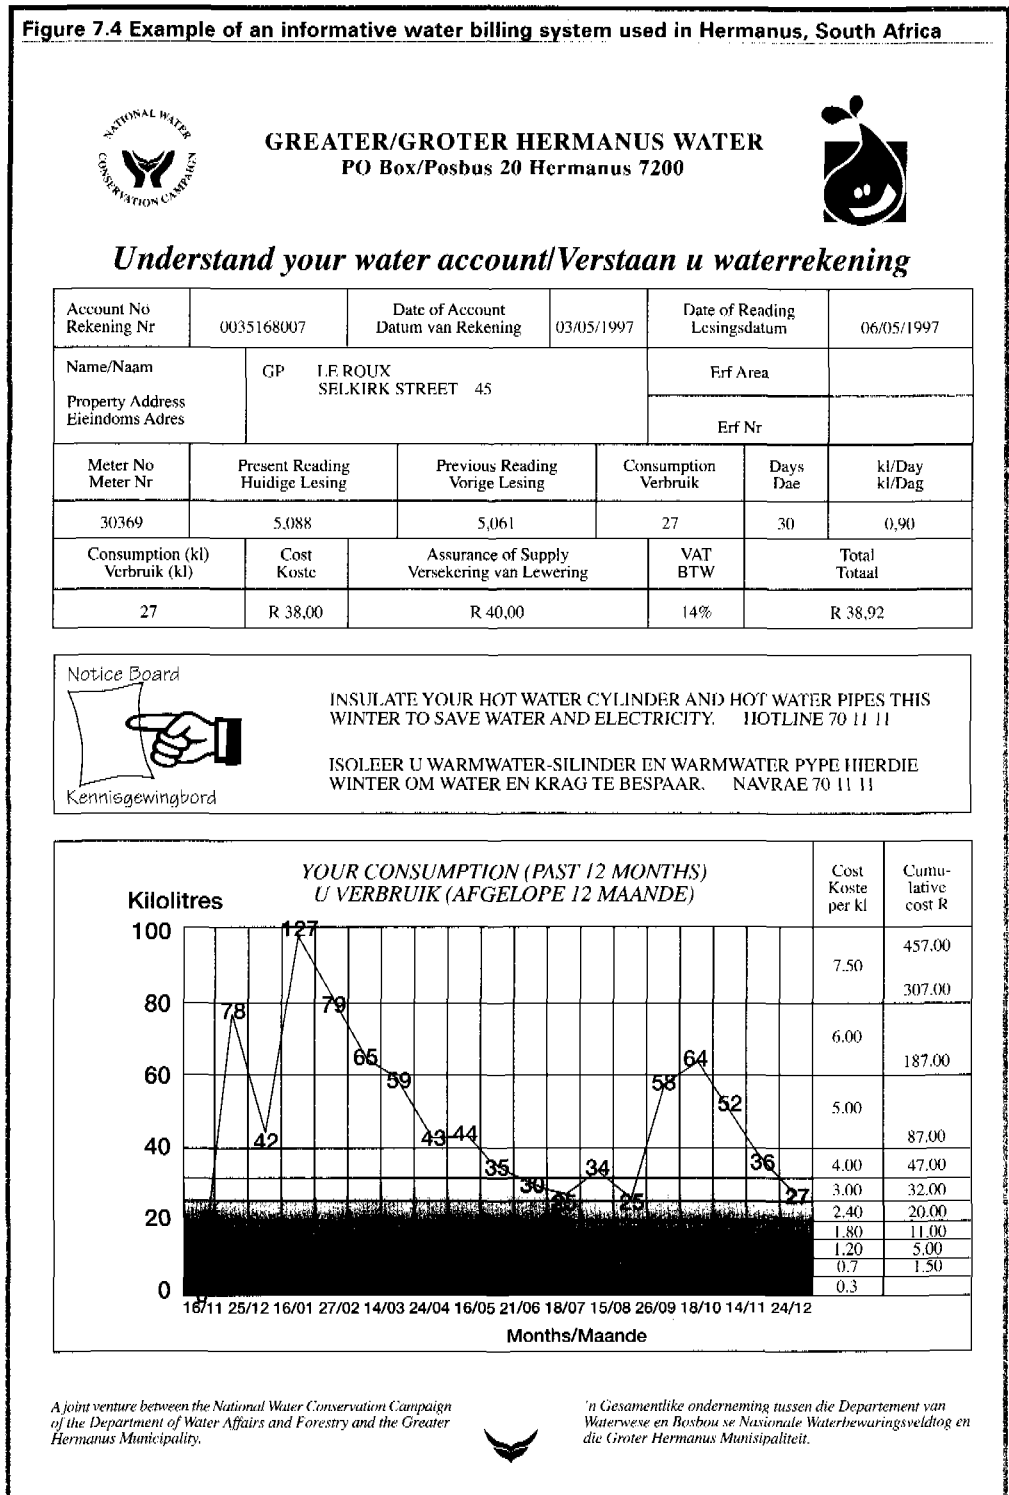 Figure 7.4 Example of an informative water billing system used in Hermanus, South Africa
NATIONAL WATER CONSERVATION CAMPAIGN
GREATER/GROTER HERMANUS WATER
PO Box/Posbus 20 Hermanus 7200
Understand your water account/Verstaan u waterrekening
Account No
Rekening Nr
0035168007
Date of Account
Datum van Rekening
03/05/1997
Date of Reading
Lesingsdatum
06/05/1997
Name/Naam
Property Address
Eieindoms Adres
GP LE ROUX
SELKIRK STREET 45
Erf Area
Erf Nr
Meter No
Meter Nr
Present Reading
Huidige Lesing
Previous Reading
Vorige Lesing
Consumption
Verbruik
Days
Dae
kl/Day
kl/Dag
30369
5,088
5,061
27
30
0,90
Consumption (kl)
Verbruik (kl)
Cost
Koste
Assurance of Supply
Versekering van Lewering
VAT
BTW
Total
Totaal
27
R 38,00
R 40,00
14%
R 38,92
Notice Board
Kennisgewingbord
INSULATE YOUR HOT WATER CYLINDER AND HOT WATER PIPES THIS
WINTER TO SAVE WATER AND ELECTRICITY. HOTLINE 70 11 11
ISOLEER U WARMWATER-SILINDER EN WARMWATER PYPE HIERDIE
WINTER OM WATER EN KRAG TE BESPAAR. NAVRAE 70 11 11
YOUR CONSUMPTION (PAST 12 MONTHS)
U VERBRUIK (AFGELOPE 12 MAANDE)
Kilolitres
Cost
Koste
per kl
Cumu-
lative
cost R
100
80
60
40
20
0
0
78
42
127
79
65
59
43
44
35
30
25
34
25
58
64
52
36
27
7.50
6.00
5.00
4.00
3.00
2.40
1.80
1.20
0.7
0.3
457.00
307.00
187.00
87.00
47.00
32.00
20.00
11.00
5.00
1.50
16/11 25/12 16/01 27/02 14/03 24/04 16/05 21/06 18/07 15/08 26/09 18/10 14/11 24/12
Months/Maande
A joint venture between the National Water Conservation Campaign
of the Department of Water Affairs and Forestry and the Greater
Hermanus Municipality.
'n Gesamentlike onderneming tussen die Departement van
Waterwese en Bosbou se Nasionale Waterbewaringsveldtog en
die Groter Hermanus Munisipaliteit.